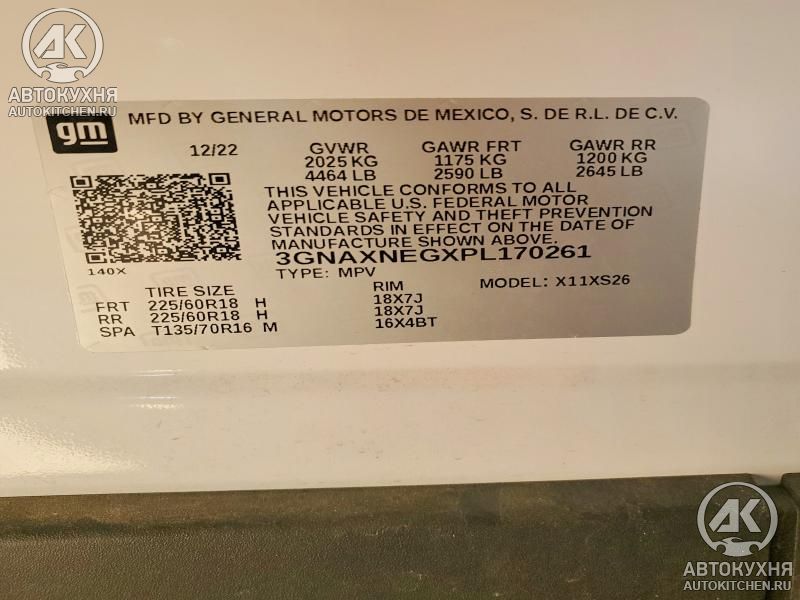 АК
АВТОКУХНЯ
AUTOKITCHEN.RU
gm
MFD BY GENERAL MOTORS DE MEXICO, S. DE R.L. DE C.V.
12/22 GVWR GAWR FRT GAWR RR
2025 KG 1175 KG 1200 KG
4464 LB 2590 LB 2645 LB
THIS VEHICLE CONFORMS TO ALL
APPLICABLE U.S. FEDERAL MOTOR
VEHICLE SAFETY AND THEFT PREVENTION
STANDARDS IN EFFECT ON THE DATE OF
MANUFACTURE SHOWN ABOVE.
3GNAXNEGXPL170261
140X TYPE: MPV MODEL: X11XS26
TIRE SIZE RIM
FRT 225/60R18 H 18X7J
RR 225/60R18 H 18X7J
SPA T135/70R16 M 16X4BT
АК
АВТОКУХНЯ
AUTOKITCHEN.RU